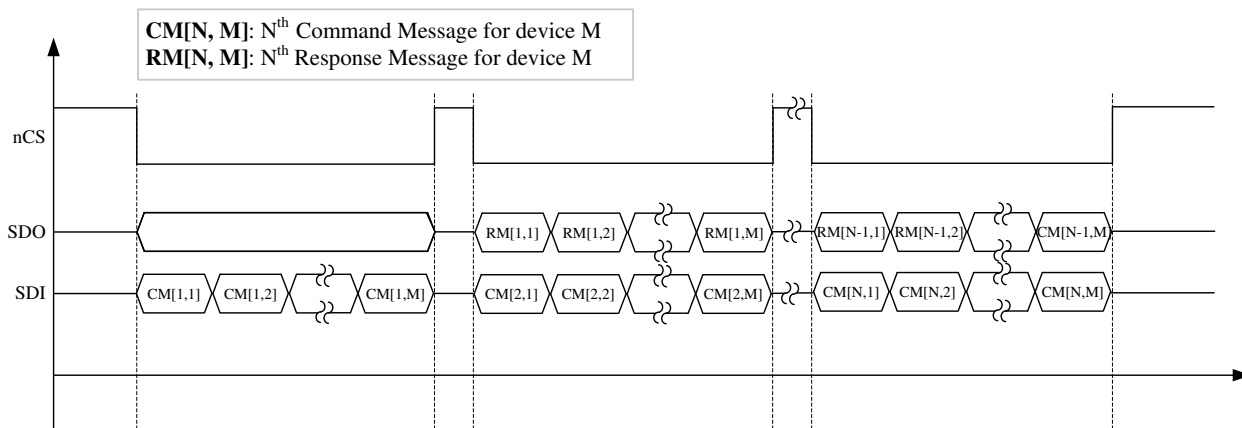 CM[N, M]: Nth Command Message for device M
RM[N, M]: Nth Response Message for device M
nCS
SDO
RM[1,1] RM[1,2] RM[1,M] RM[N-1,1] RM[N-1,2] CM[N-1,M]
SDI
CM[1,1] CM[1,2] CM[1,M] CM[2,1] CM[2,2] CM[2,M] CM[N,1] CM[N,2] CM[N,M]